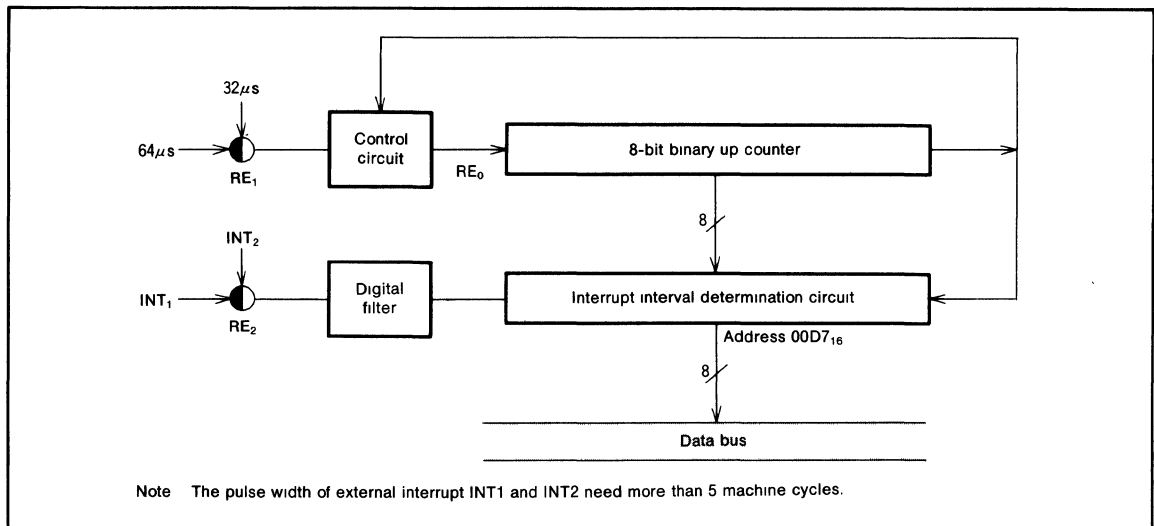 32μs
64μs
RE₁
Control
circuit
RE₀
8-bit binary up counter
8
INT₂
INT₁
RE₂
Digital
filter
Interrupt interval determination circuit
Address 00D7₁₆
8
Data bus
Note The pulse width of external interrupt INT1 and INT2 need more than 5 machine cycles.